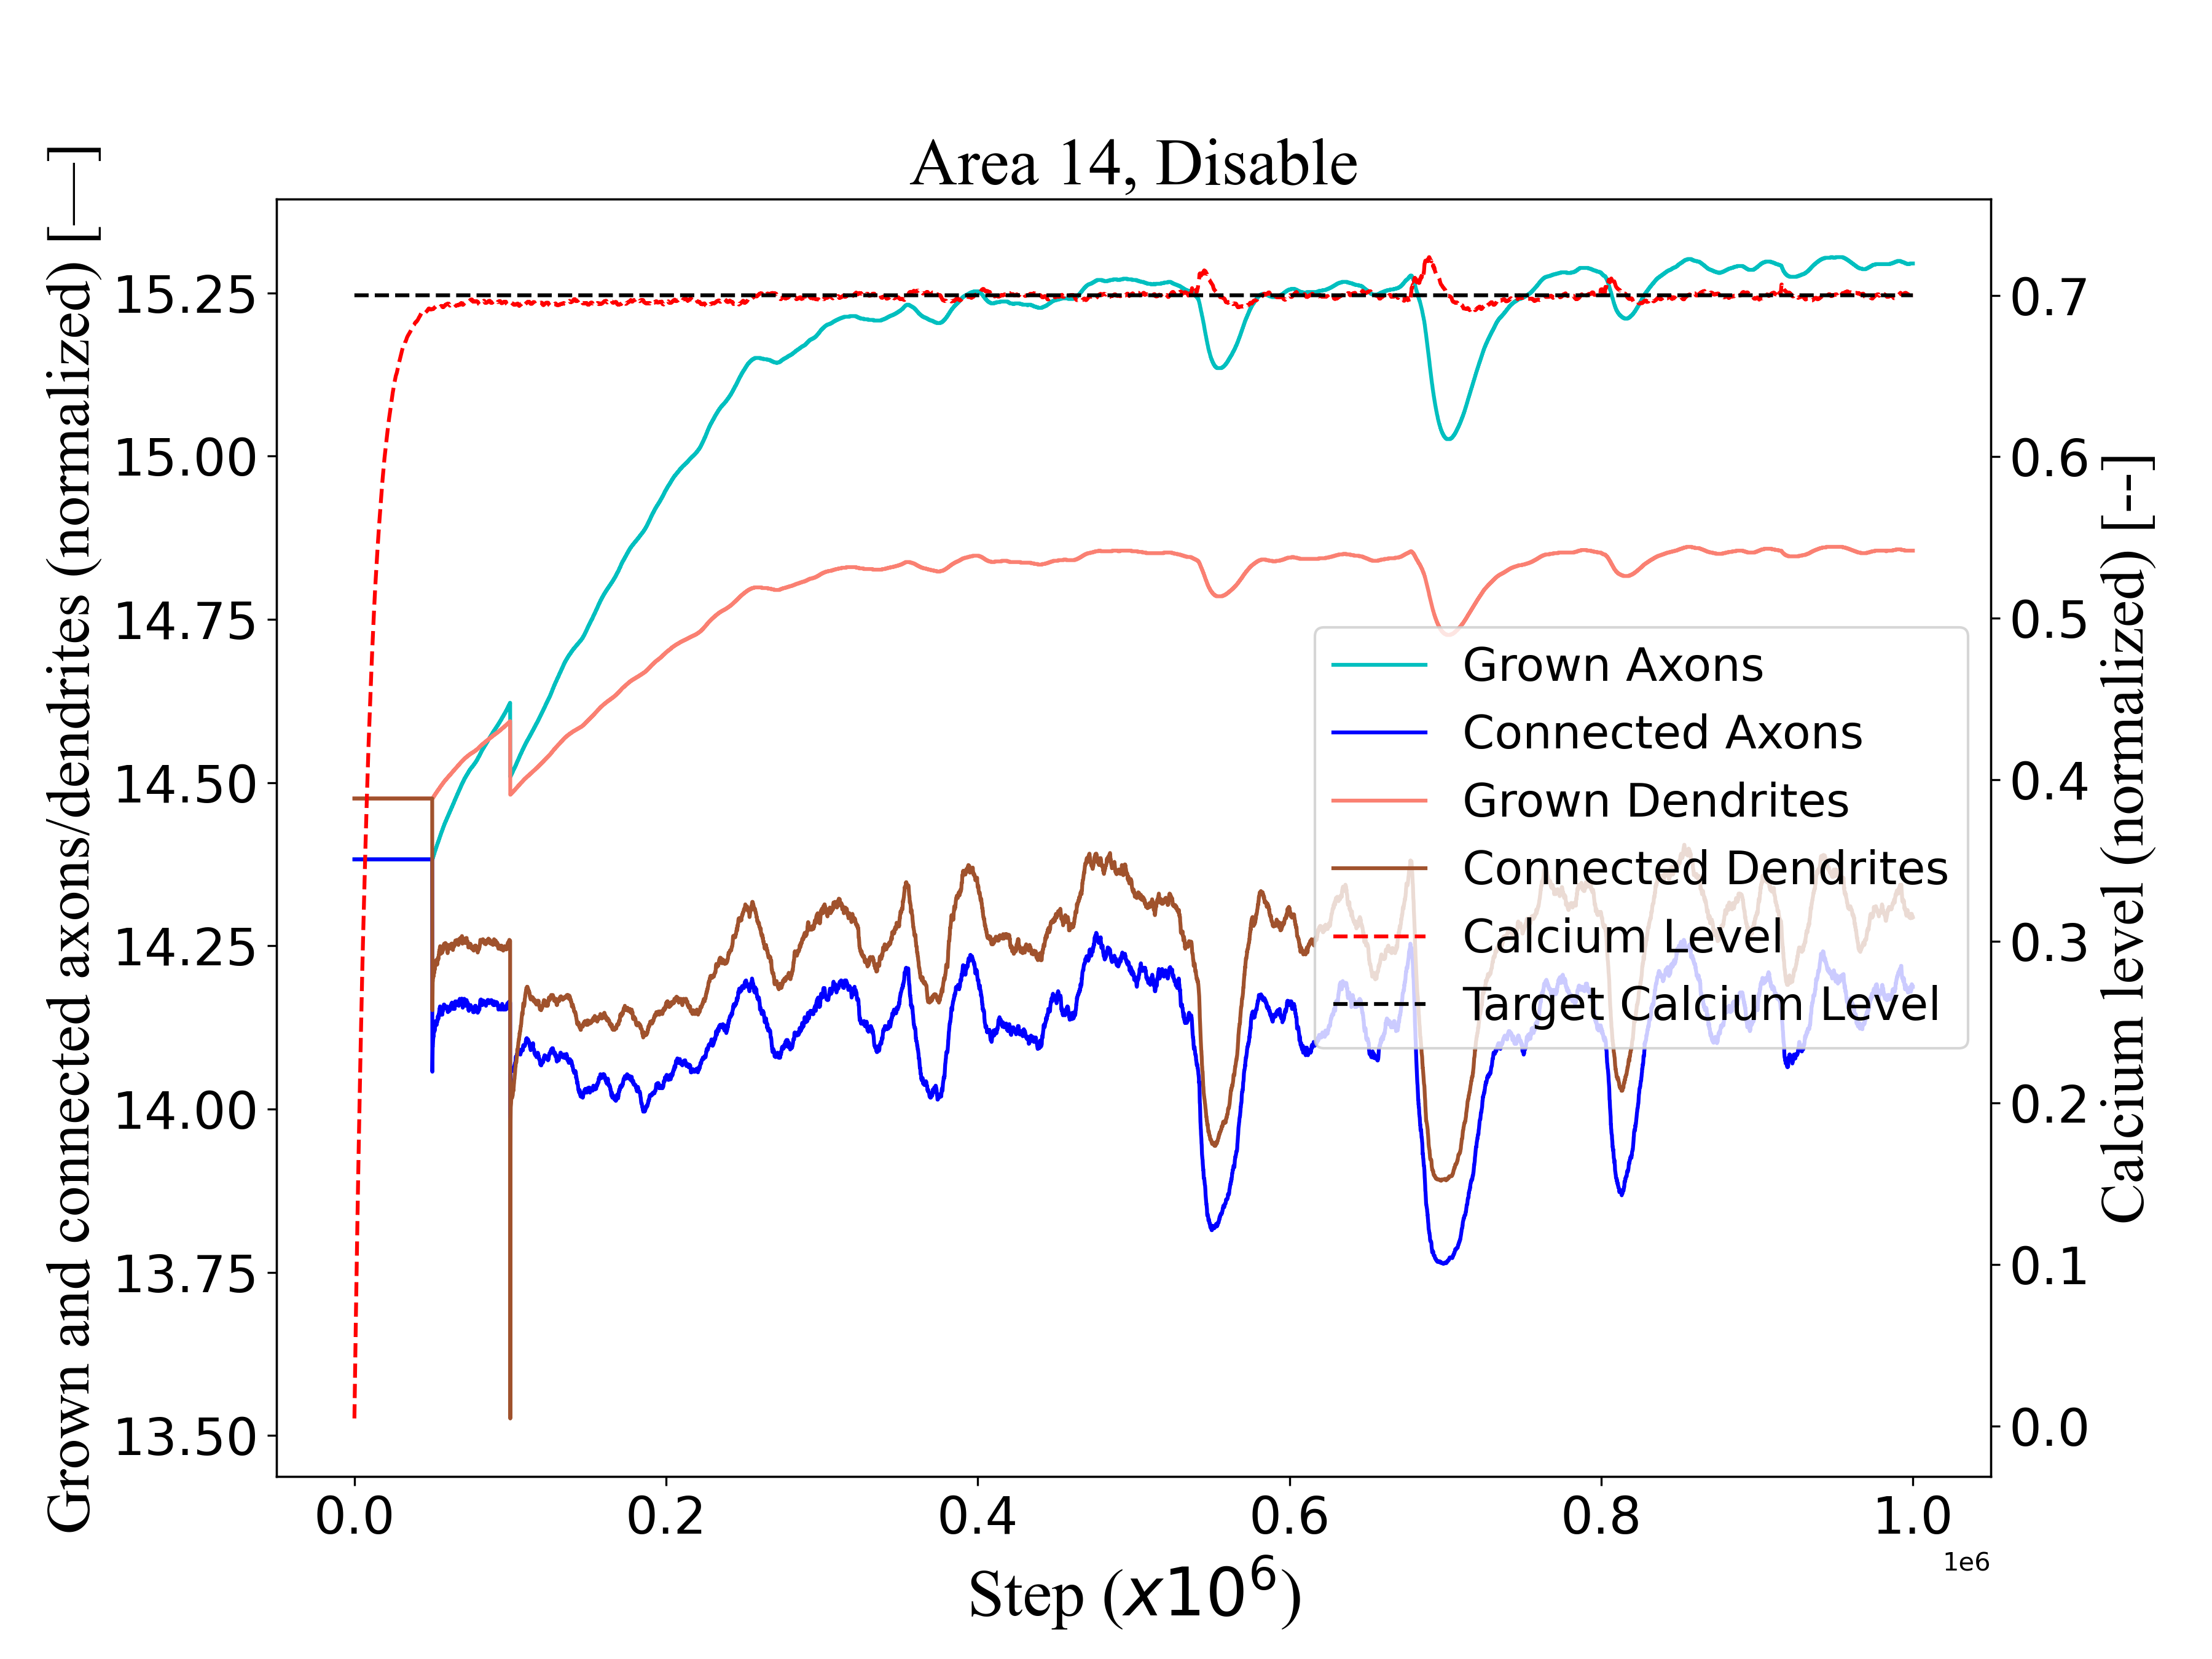 Area 14, Disable
Grown and connected axons/dendrites (normalized) [—]
15.25
15.00
14.75
14.50
14.25
14.00
13.75
13.50
0.7
0.6
0.5
0.4
0.3
0.2
0.1
0.0
Calcium level (normalized) [--]
Grown Axons
Connected Axons
Grown Dendrites
Connected Dendrites
Calcium Level
Target Calcium Level
0.0 0.2 0.4 0.6 0.8 1.0
1e6
Step (x10⁶)